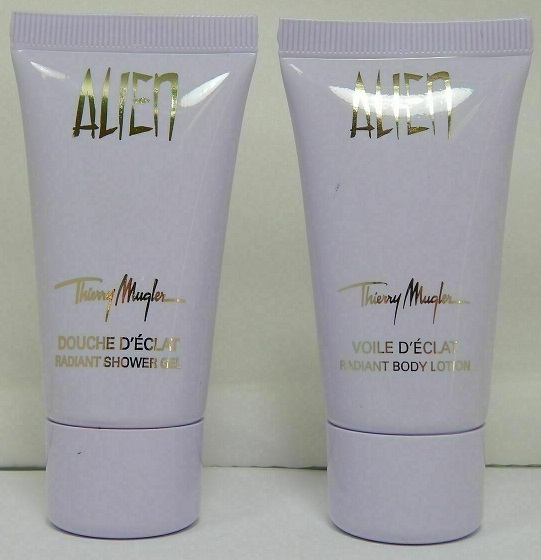 ALIEN
Thierry Mugler
DOUCHE D'ÉCLAT
RADIANT SHOWER GEL
ALIEN
Thierry Mugler
VOILE D'ÉCLAT
RADIANT BODY LOTION